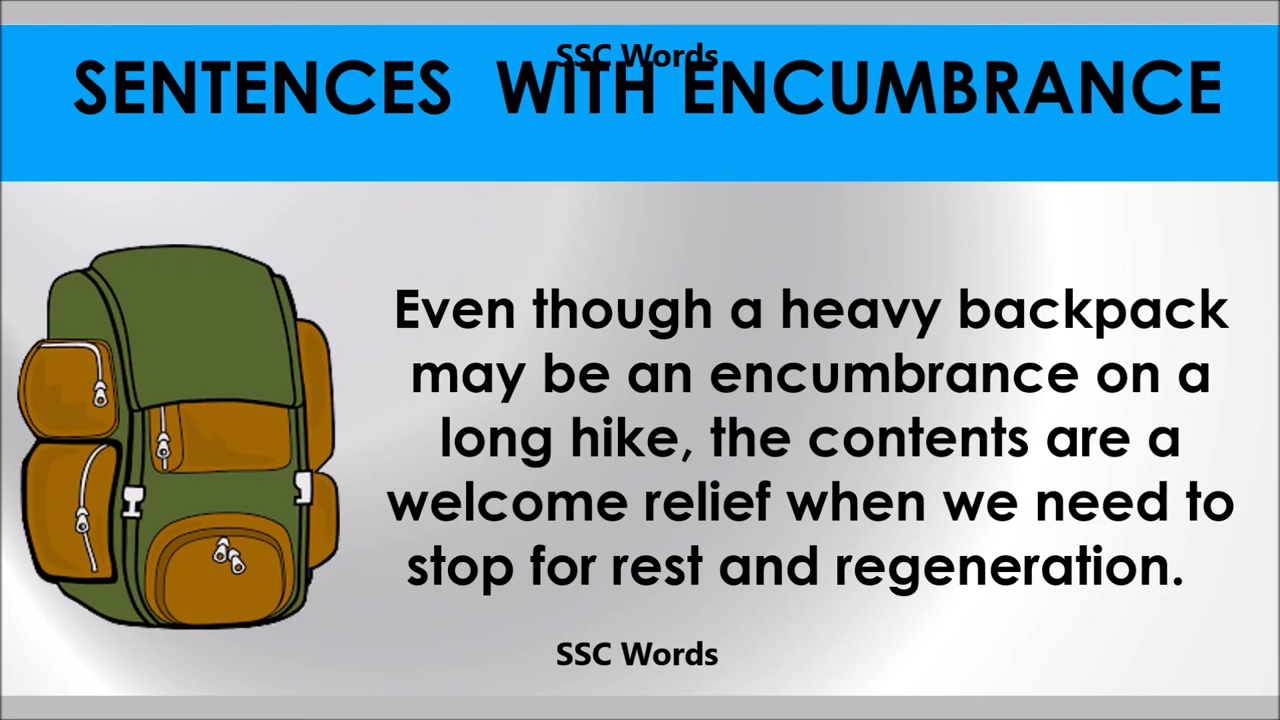 SSC Words
SENTENCES WITH ENCUMBRANCE
Even though a heavy backpack
may be an encumbrance on a
long hike, the contents are a
welcome relief when we need to
stop for rest and regeneration.
SSC Words